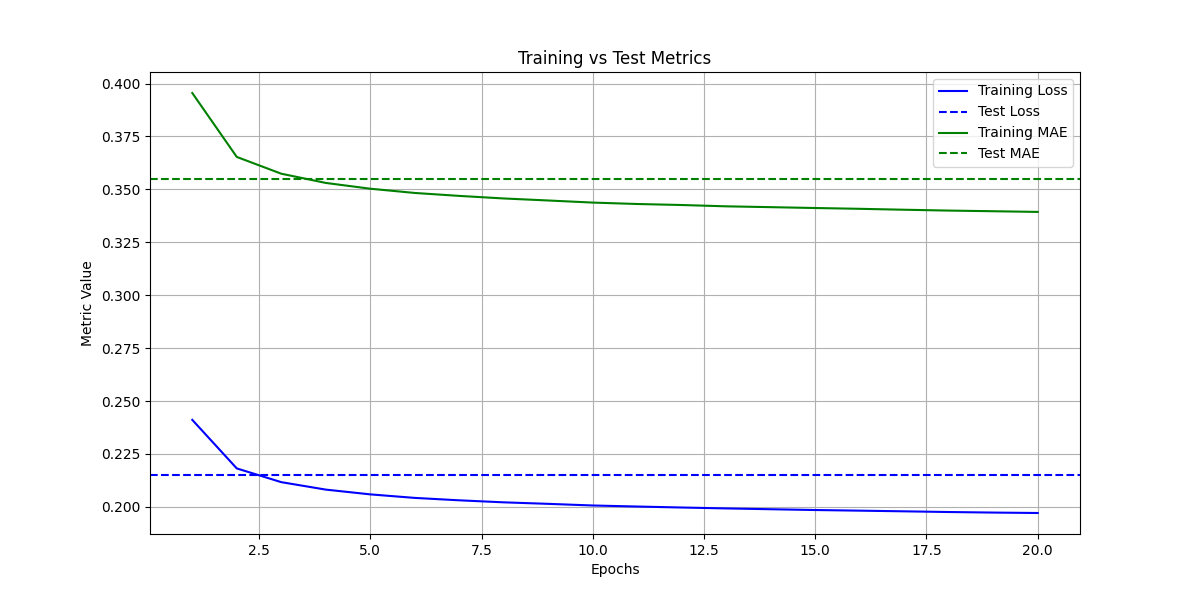 Training vs Test Metrics
Training Loss
Test Loss
Training MAE
Test MAE
Metric Value
0.400
0.375
0.350
0.325
0.300
0.275
0.250
0.225
0.200
2.5
5.0
7.5
10.0
12.5
15.0
17.5
20.0
Epochs